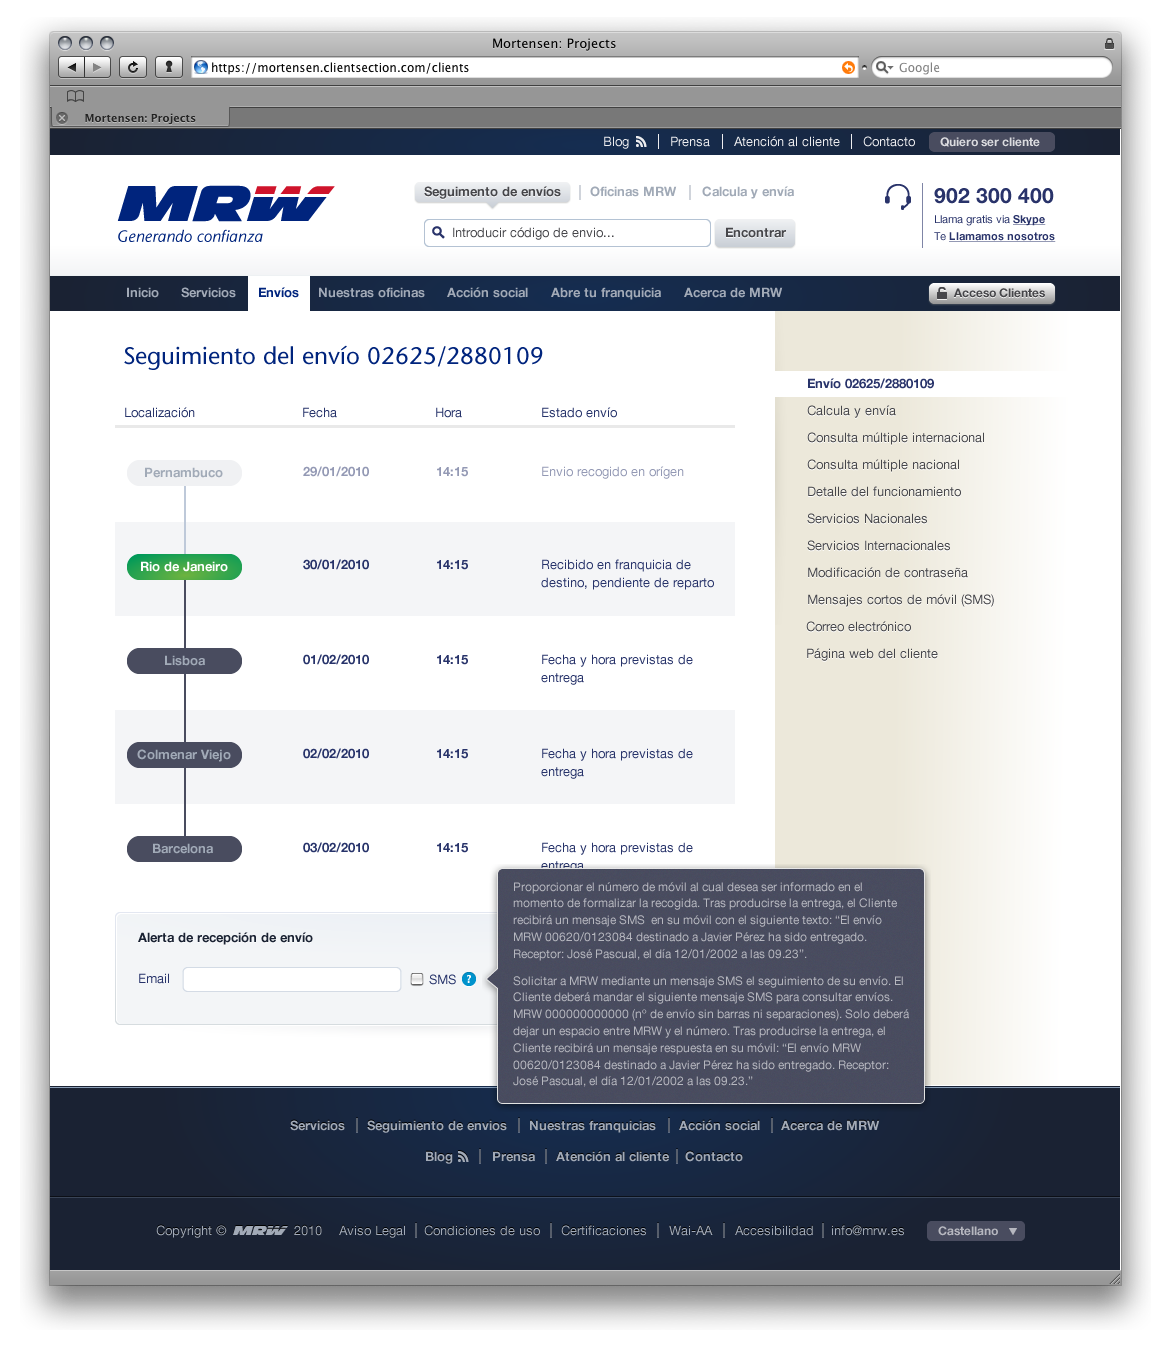 Mortensen: Projects
https://mortensen.clientsection.com/clients
Google
Mortensen: Projects
Blog
Prensa
Atención al cliente
Contacto
Quiero ser cliente
MRW
Generando confianza
Seguimento de envíos
Oficinas MRW
Calcula y envía
Introducir código de envio...
Encontrar
902 300 400
Llama gratis via Skype
Te Llamamos nosotros
Inicio
Servicios
Envíos
Nuestras oficinas
Acción social
Abre tu franquicia
Acerca de MRW
Acceso Clientes
Seguimiento del envío 02625/2880109
Localización
Fecha
Hora
Estado envío
Pernambuco
29/01/2010
14:15
Envio recogido en orígen
Rio de Janeiro
30/01/2010
14:15
Recibido en franquicia de
destino, pendiente de reparto
Lisboa
01/02/2010
14:15
Fecha y hora previstas de
entrega
Colmenar Viejo
02/02/2010
14:15
Fecha y hora previstas de
entrega
Barcelona
03/02/2010
14:15
Fecha y hora previstas de
entrega
Envío 02625/2880109
Calcula y envía
Consulta múltiple internacional
Consulta múltiple nacional
Detalle del funcionamiento
Servicios Nacionales
Servicios Internacionales
Modificación de contraseña
Mensajes cortos de móvil (SMS)
Correo electrónico
Página web del cliente
Alerta de recepción de envío
Email
SMS
?
Proporcionar el número de móvil al cual desea ser informado en el
momento de formalizar la recogida. Tras producirse la entrega, el Cliente
recibirá un mensaje SMS en su móvil con el siguiente texto: “El envío
MRW 00620/0123084 destinado a Javier Pérez ha sido entregado.
Receptor: José Pascual, el día 12/01/2002 a las 09.23”.
Solicitar a MRW mediante un mensaje SMS el seguimiento de su envío. El
Cliente deberá mandar el siguiente mensaje SMS para consultar envíos.
MRW 000000000000 (nº de envío sin barras ni separaciones). Solo deberá
dejar un espacio entre MRW y el número. Tras producirse la entrega, el
Cliente recibirá un mensaje respuesta en su móvil: “El envío MRW
00620/0123084 destinado a Javier Pérez ha sido entregado. Receptor:
José Pascual, el día 12/01/2002 a las 09.23.”
Servicios
Seguimiento de envios
Nuestras franquicias
Acción social
Acerca de MRW
Blog
Prensa
Atención al cliente
Contacto
Copyright © MRW 2010
Aviso Legal
Condiciones de uso
Certificaciones
Wai-AA
Accesibilidad
info@mrw.es
Castellano